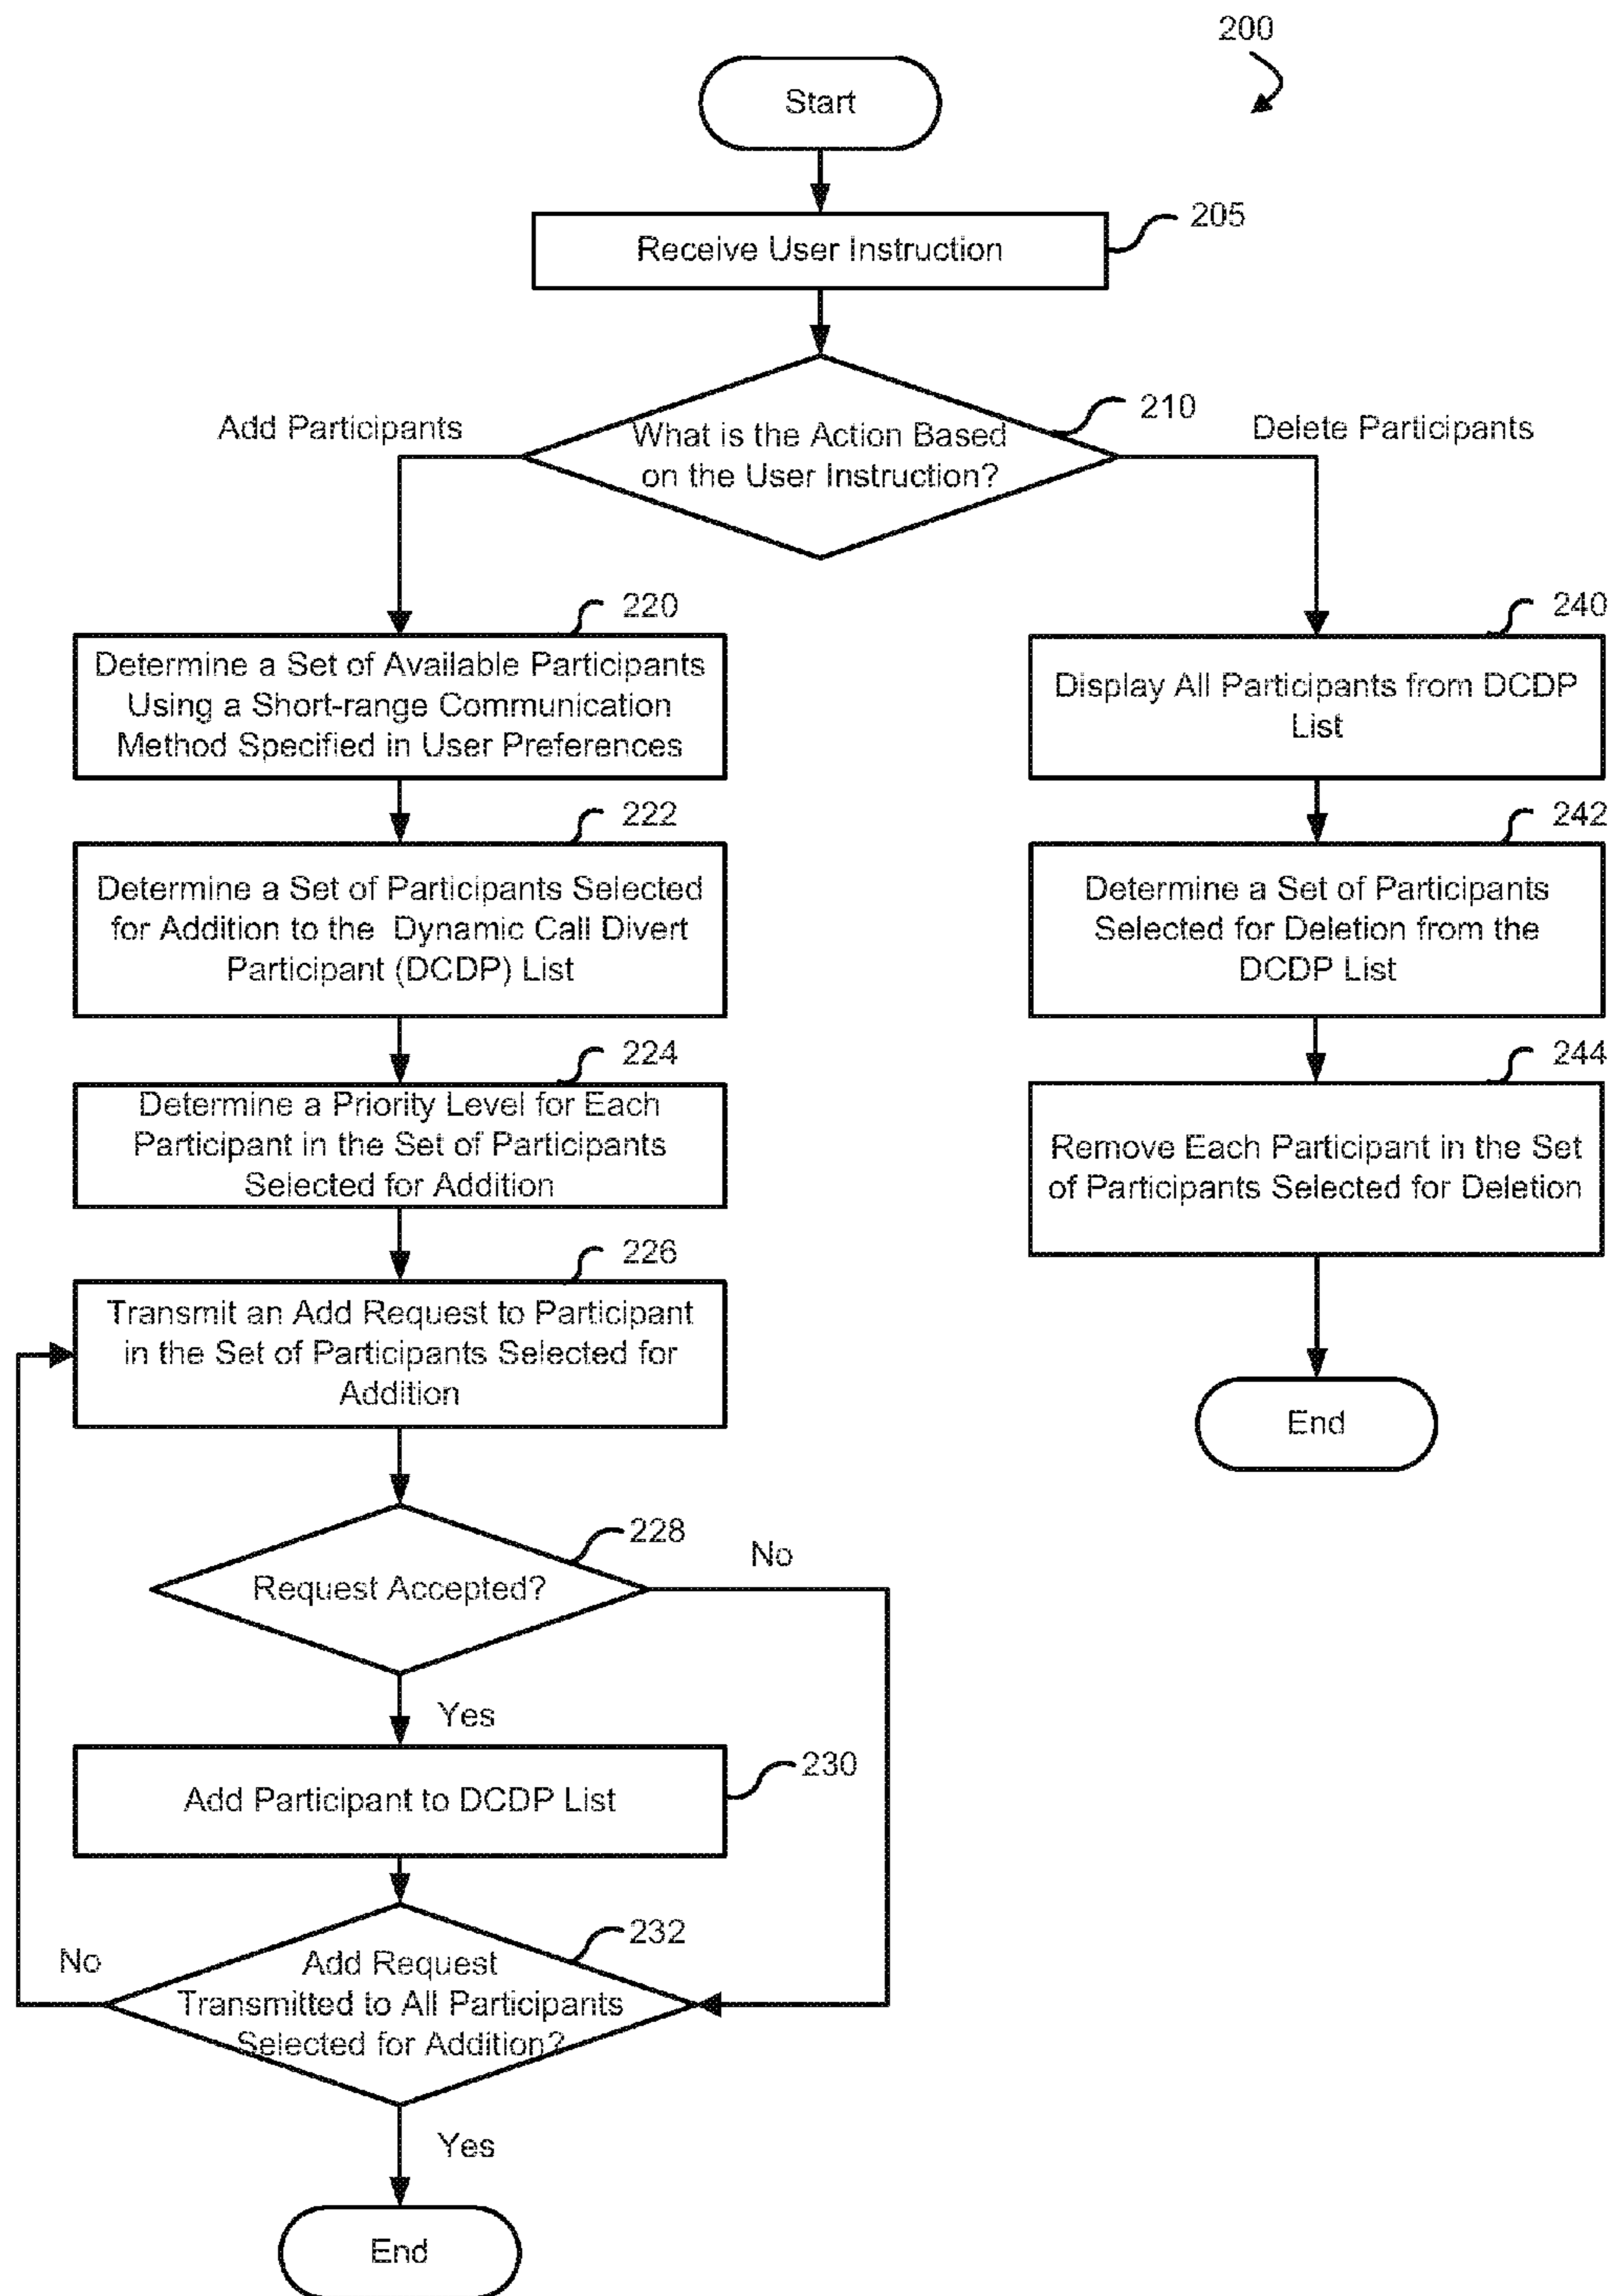 200
Start
205
Receive User Instruction
210
Add Participants
What is the Action Based
on the User Instruction?
Delete Participants
220
Determine a Set of Available Participants
Using a Short-range Communication
Method Specified in User Preferences
222
Determine a Set of Participants Selected
for Addition to the Dynamic Call Divert
Participant (DCDP) List
224
Determine a Priority Level for Each
Participant in the Set of Participants
Selected for Addition
226
Transmit an Add Request to Participant
in the Set of Participants Selected for
Addition
228
Request Accepted?
No
Yes
230
Add Participant to DCDP List
232
No
Add Request
Transmitted to All Participants
Selected for Addition?
Yes
End
240
Display All Participants from DCDP
List
242
Determine a Set of Participants
Selected for Deletion from the
DCDP List
244
Remove Each Participant in the Set
of Participants Selected for Deletion
End